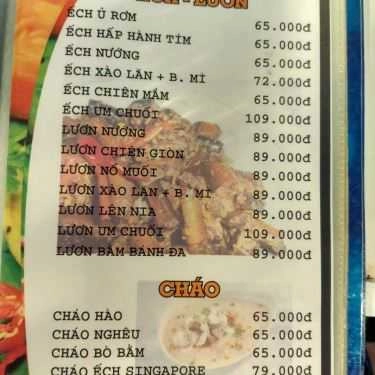 ẾCH - LƯƠN
ẾCH Ủ RƠM 65.000đ
ẾCH HẤP HÀNH TÍM 65.000đ
ẾCH NƯỚNG 65.000đ
ẾCH XÀO LĂN + B. MÌ 72.000đ
ẾCH CHIÊN MẮM 65.000đ
ẾCH UM CHUỐI 109.000đ
LƯƠN NƯỚNG 89.000đ
LƯƠN CHIÊN GIÒN 89.000đ
LƯƠN NỔ MUỐI 89.000đ
LƯƠN XÀO LĂN + B. MÌ 89.000đ
LƯƠN LÊN NIA 89.000đ
LƯƠN UM CHUỐI 109.000đ
LƯƠN BẰM BÁNH ĐA 89.000đ
CHÁO
CHÁO HÀO 65.000đ
CHÁO NGHÊU 65.000đ
CHÁO BÒ BẰM 65.000đ
CHÁO ẾCH SINGAPORE 79.000đ